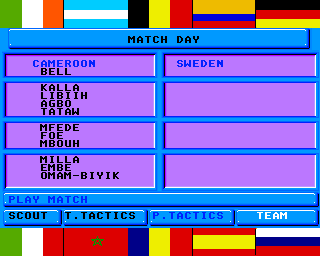 MATCH DAY
CAMEROON SWEDEN
BELL
KALLA
LIBIIH
AGBO
TATAW
MFEDE
FOE
MBOUH
MILLA
EMBE
OMAM-BIYIK
PLAY MATCH
SCOUT T.TACTICS P.TACTICS TEAM